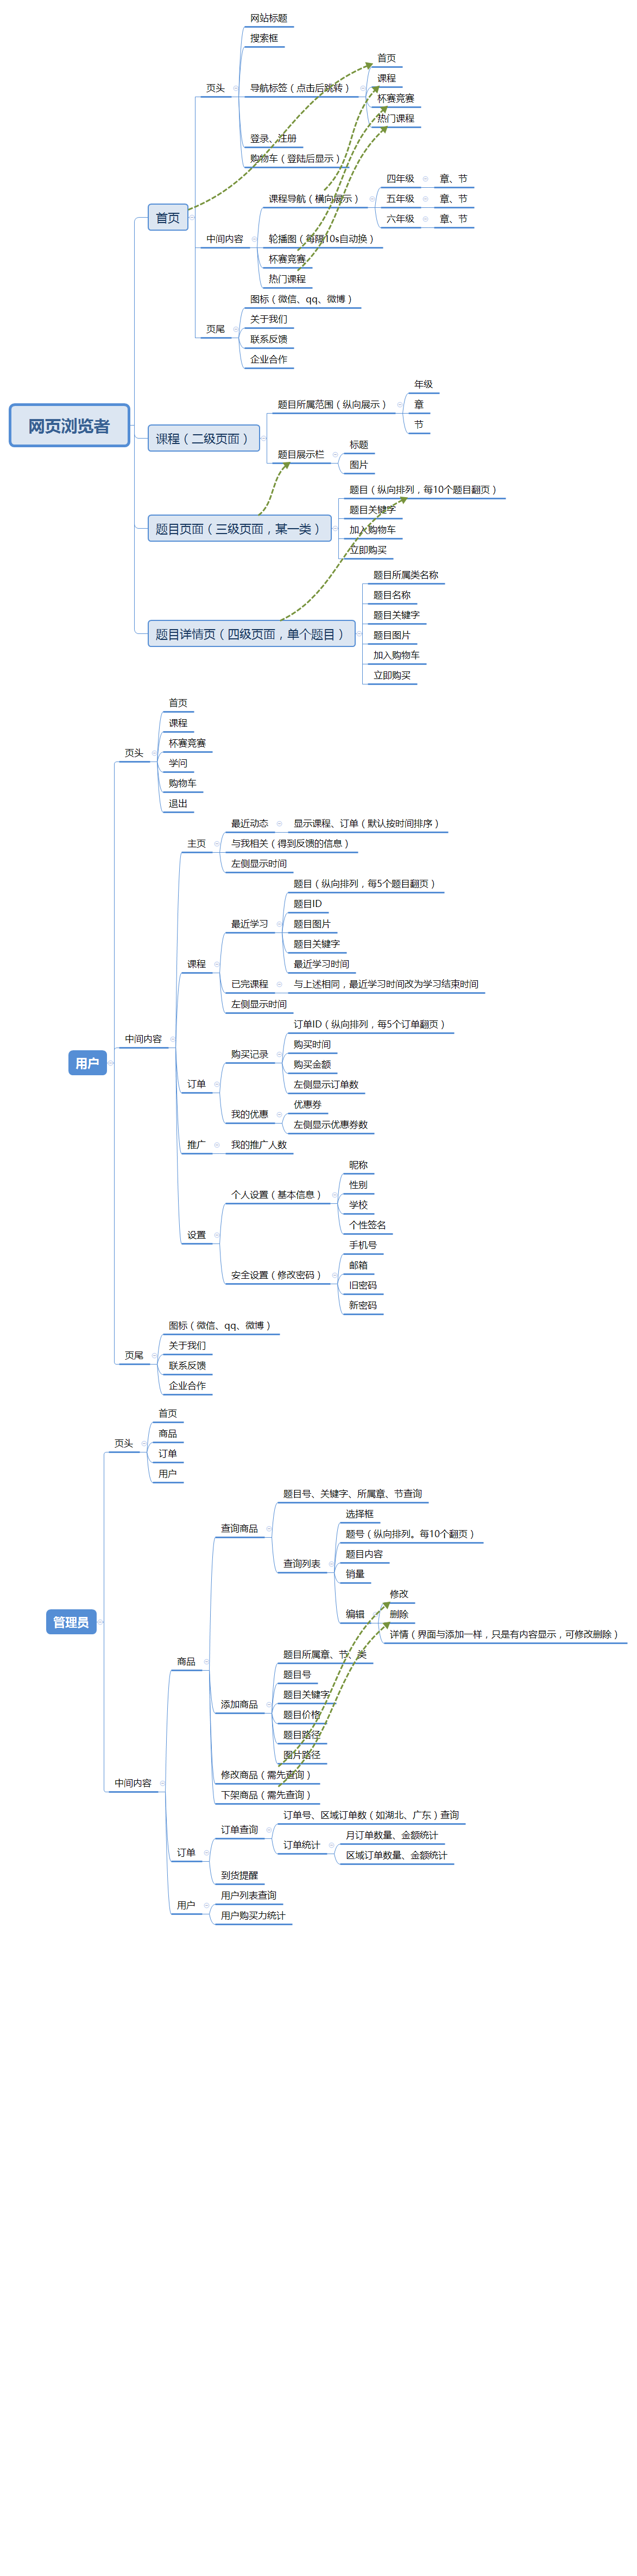 网站标题
搜索框
首页
课程
页头
导航标签（点击后跳转）
杯赛竞赛
热门课程
登录、注册
购物车（登陆后显示）
四年级
章、节
课程导航（横向展示）
五年级
章、节
首页
六年级
章、节
中间内容
轮播图（每隔10s自动换）
杯赛竞赛
热门课程
图标（微信、qq、微博）
关于我们
页尾
联系反馈
企业合作
年级
题目所属范围（纵向展示）
章
节
网页浏览者
课程（二级页面）
标题
题目展示栏
图片
题目（纵向排列，每10个题目翻页）
题目关键字
题目页面（三级页面，某一类）
加入购物车
立即购买
题目所属类名称
题目名称
题目关键字
题目详情页（四级页面，单个题目）
题目图片
加入购物车
立即购买
首页
课程
杯赛竞赛
页头
学问
购物车
退出
最近动态
显示课程、订单（默认按时间排序）
主页
与我相关（得到反馈的信息）
左侧显示时间
题目（纵向排列，每5个题目翻页）
题目ID
最近学习
题目图片
题目关键字
课程
最近学习时间
已完课程
与上述相同，最近学习时间改为学习结束时间
左侧显示时间
订单ID（纵向排列，每5个订单翻页）
中间内容
购买时间
购买记录
用户
购买金额
订单
左侧显示订单数
优惠券
我的优惠
左侧显示优惠券数
推广
我的推广人数
昵称
性别
个人设置（基本信息）
学校
个性签名
设置
手机号
邮箱
安全设置（修改密码）
旧密码
新密码
图标（微信、qq、微博）
关于我们
页尾
联系反馈
企业合作
首页
商品
页头
订单
用户
题目号、关键字、所属章、节查询
选择框
查询商品
题号（纵向排列。每10个翻页）
题目内容
查询列表
销量
修改
编辑
删除
管理员
详情（界面与添加一样，只是有内容显示，可修改删除）
题目所属章、节、类
商品
题目号
题目关键字
添加商品
题目价格
题目路径
图片路径
修改商品（需先查询）
中间内容
下架商品（需先查询）
订单号、区域订单数（如湖北、广东）查询
订单查询
月订单数量、金额统计
订单统计
订单
区域订单数量、金额统计
到货提醒
用户列表查询
用户
用户购买力统计